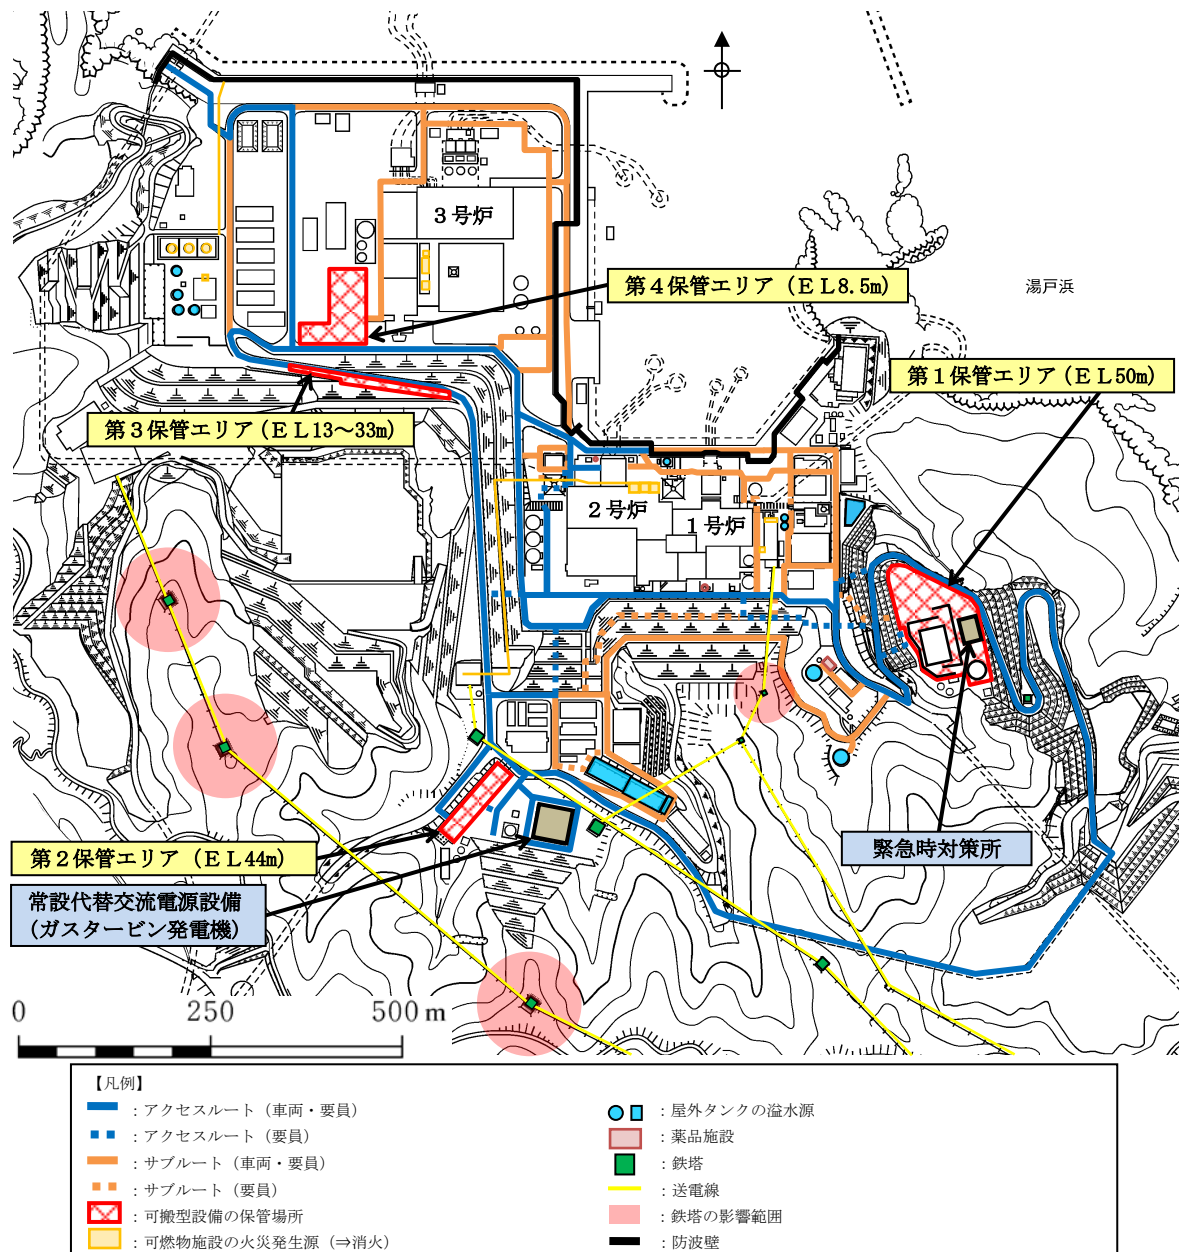 3号炉
第4保管エリア（EL8.5m）
湯戸浜
第1保管エリア（EL50m）
第3保管エリア（EL13～33m）
2号炉
1号炉
緊急時対策所
第2保管エリア（EL44m）
常設代替交流電源設備
（ガスタービン発電機）
0 250 500 m
【凡例】
：アクセスルート（車両・要員）
：アクセスルート（要員）
：サブルート（車両・要員）
：サブルート（要員）
：可搬型設備の保管場所
：可燃物施設の火災発生源（⇒消火）
：屋外タンクの溢水源
：薬品施設
：鉄塔
：送電線
：鉄塔の影響範囲
：防波壁